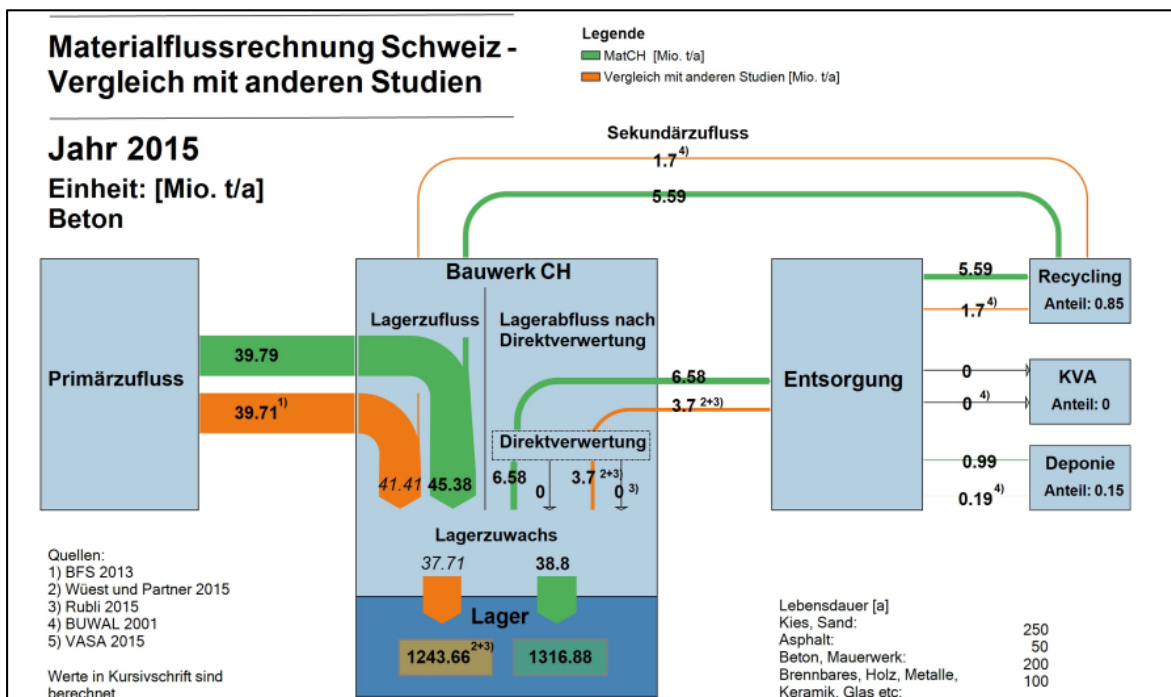 Materialflussrechnung Schweiz -
Vergleich mit anderen Studien
Legende
MatCH [Mio. t/a]
Vergleich mit anderen Studien [Mio. t/a]
Jahr 2015
Einheit: [Mio. t/a]
Beton
Sekundärzufluss
1.7 4)
5.59
Primärzufluss
39.79
39.71 1)
Bauwerk CH
Lagerzufluss
Lagerabfluss nach
Direktverwertung
6.58
3.7 2+3)
Direktverwertung
41.41
45.38
6.58
0
3.7 2+3)
0 3)
Lagerzuwachs
37.71
38.8
Lager
1243.66 2+3)
1316.88
Entsorgung
5.59
1.7 4)
Recycling
Anteil: 0.85
0
0 4)
KVA
Anteil: 0
0.99
0.19 4)
Deponie
Anteil: 0.15
Quellen:
1) BFS 2013
2) Wüest und Partner 2015
3) Rubli 2015
4) BUWAL 2001
5) VASA 2015
Werte in Kursivschrift sind
berechnet
Lebensdauer [a]
Kies, Sand: 250
Asphalt: 50
Beton, Mauerwerk: 200
Brennbares, Holz, Metalle, 100
Keramik, Glas etc: